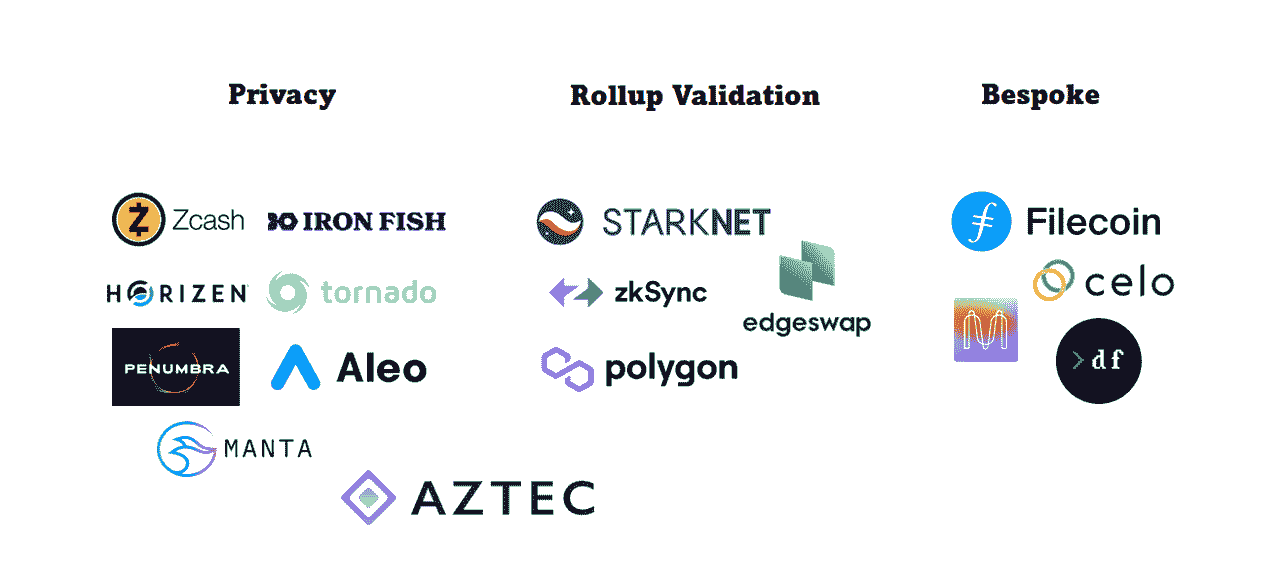 Privacy
Rollup Validation
Bespoke
Zcash
IRON FISH
HORIZEN
tornado
PENUMBRA
Aleo
MANTA
AZTEC
STARKNET
zkSync
edgeswap
polygon
Filecoin
celo
M
>df